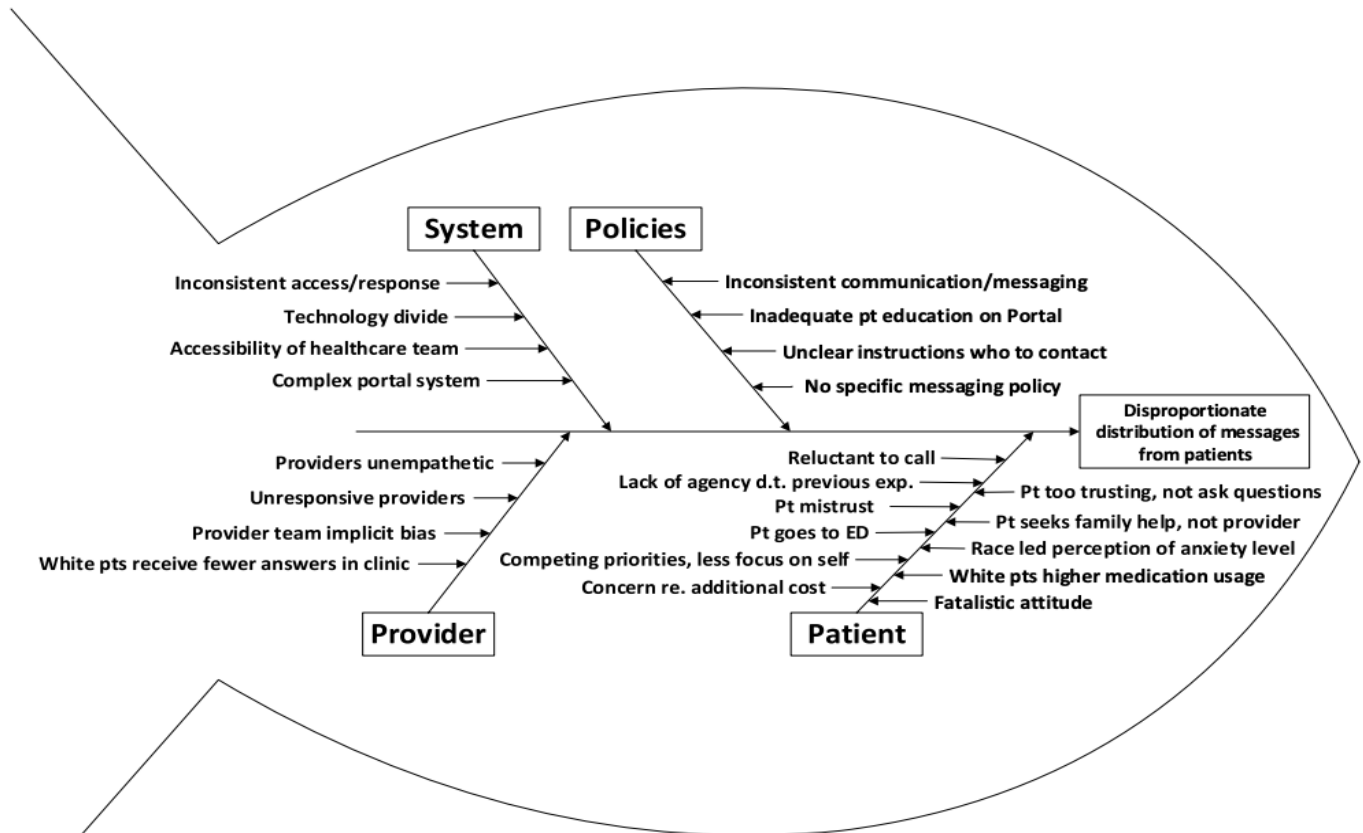 System
Inconsistent access/response
Technology divide
Accessibility of healthcare team
Complex portal system
Policies
Inconsistent communication/messaging
Inadequate pt education on Portal
Unclear instructions who to contact
No specific messaging policy
Disproportionate
distribution of messages
from patients
Providers unempathetic
Unresponsive providers
Provider team implicit bias
White pts receive fewer answers in clinic
Provider
Reluctant to call
Lack of agency d.t. previous exp.
Pt mistrust
Pt goes to ED
Competing priorities, less focus on self
Concern re. additional cost
Pt too trusting, not ask questions
Pt seeks family help, not provider
Race led perception of anxiety level
White pts higher medication usage
Fatalistic attitude
Patient